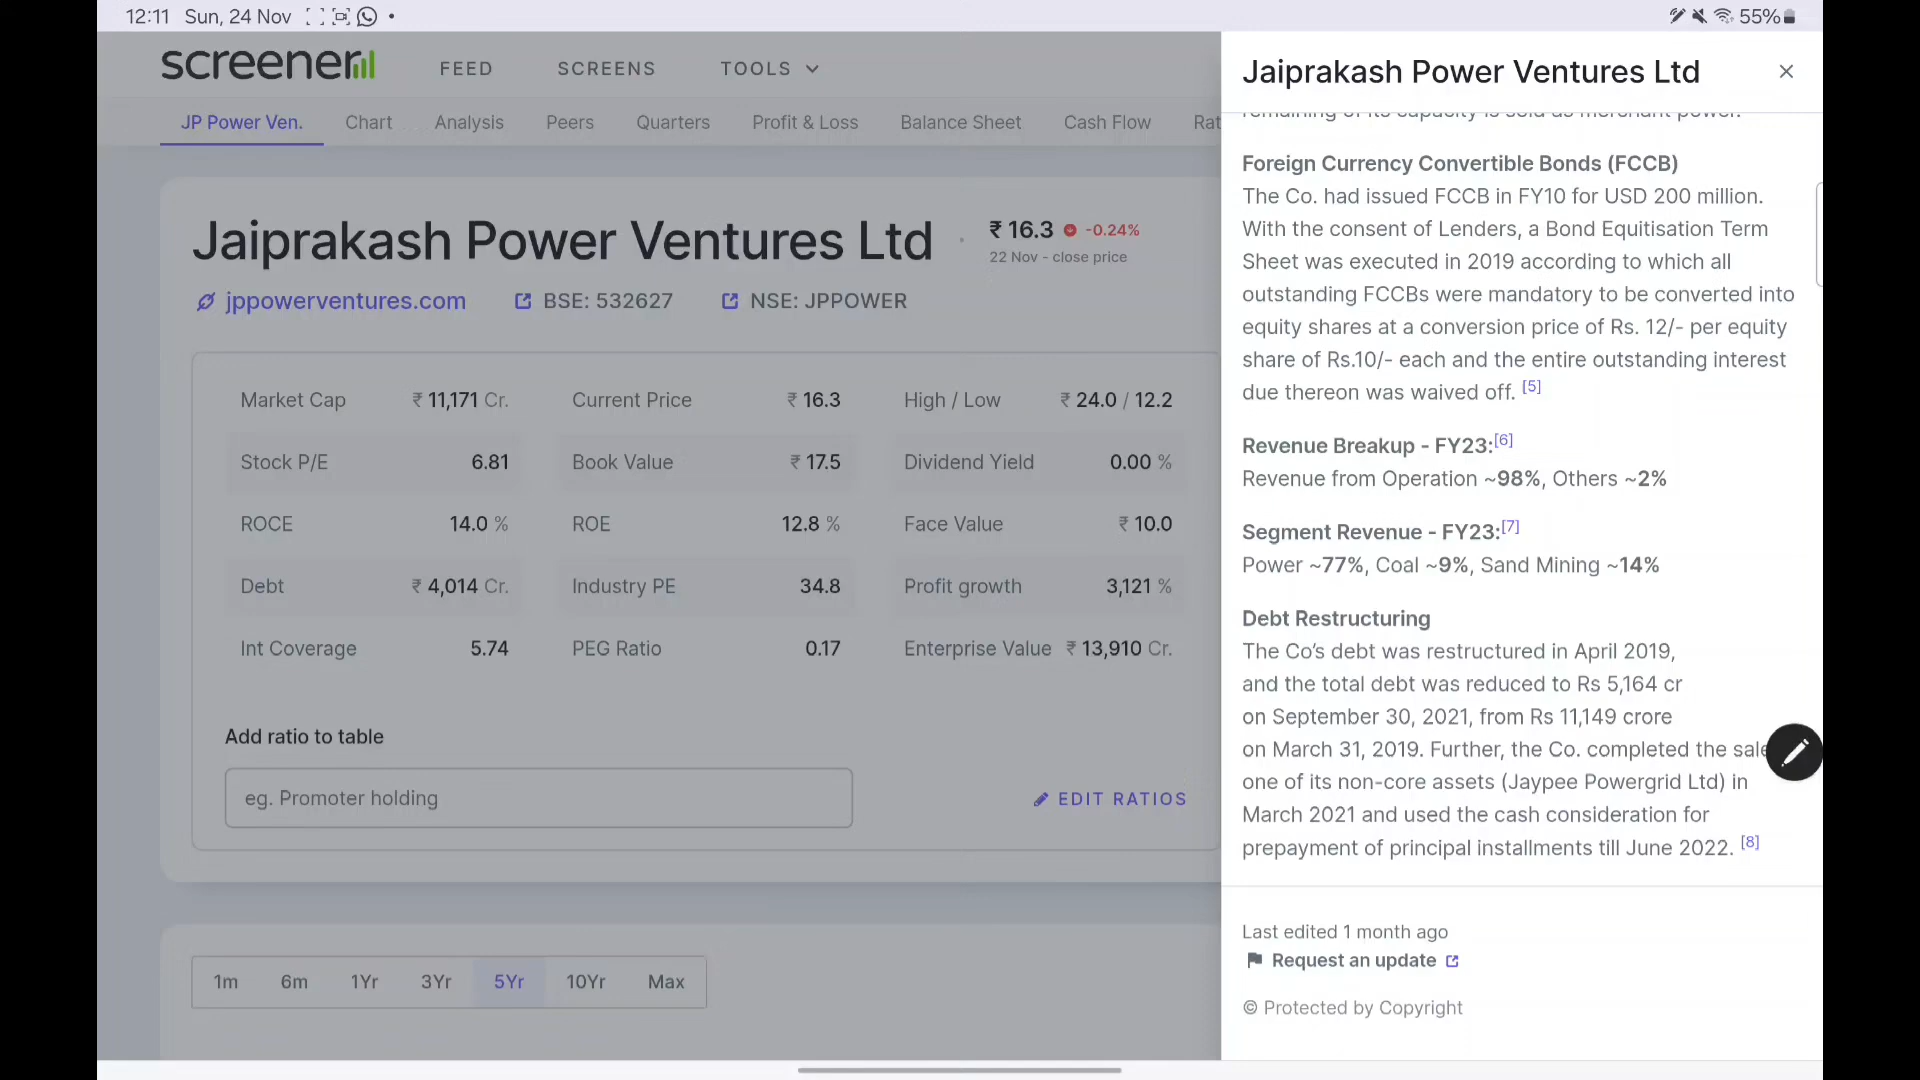 12:11 Sun, 24 Nov
55%
screener
FEED SCREENS TOOLS
JP Power Ven. Chart Analysis Peers Quarters Profit & Loss Balance Sheet Cash Flow Rat
Jaiprakash Power Ventures Ltd
₹ 16.3 -0.24%
22 Nov - close price
jppowerventures.com BSE: 532627 NSE: JPPOWER
Market Cap ₹ 11,171 Cr. Current Price ₹ 16.3 High / Low ₹ 24.0 / 12.2
Stock P/E 6.81 Book Value ₹ 17.5 Dividend Yield 0.00 %
ROCE 14.0 % ROE 12.8 % Face Value ₹ 10.0
Debt ₹ 4,014 Cr. Industry PE 34.8 Profit growth 3,121 %
Int Coverage 5.74 PEG Ratio 0.17 Enterprise Value ₹ 13,910 Cr.
Add ratio to table
eg. Promoter holding
EDIT RATIOS
1m 6m 1Yr 3Yr 5Yr 10Yr Max
Jaiprakash Power Ventures Ltd
remaining of its capacity is sold as merchant power.
Foreign Currency Convertible Bonds (FCCB)
The Co. had issued FCCB in FY10 for USD 200 million.
With the consent of Lenders, a Bond Equitisation Term
Sheet was executed in 2019 according to which all
outstanding FCCBs were mandatory to be converted into
equity shares at a conversion price of Rs. 12/- per equity
share of Rs.10/- each and the entire outstanding interest
due thereon was waived off. [5]
Revenue Breakup - FY23:[6]
Revenue from Operation ~98%, Others ~2%
Segment Revenue - FY23:[7]
Power ~77%, Coal ~9%, Sand Mining ~14%
Debt Restructuring
The Co's debt was restructured in April 2019,
and the total debt was reduced to Rs 5,164 cr
on September 30, 2021, from Rs 11,149 crore
on March 31, 2019. Further, the Co. completed the sale
one of its non-core assets (Jaypee Powergrid Ltd) in
March 2021 and used the cash consideration for
prepayment of principal installments till June 2022. [8]
Last edited 1 month ago
Request an update
© Protected by Copyright